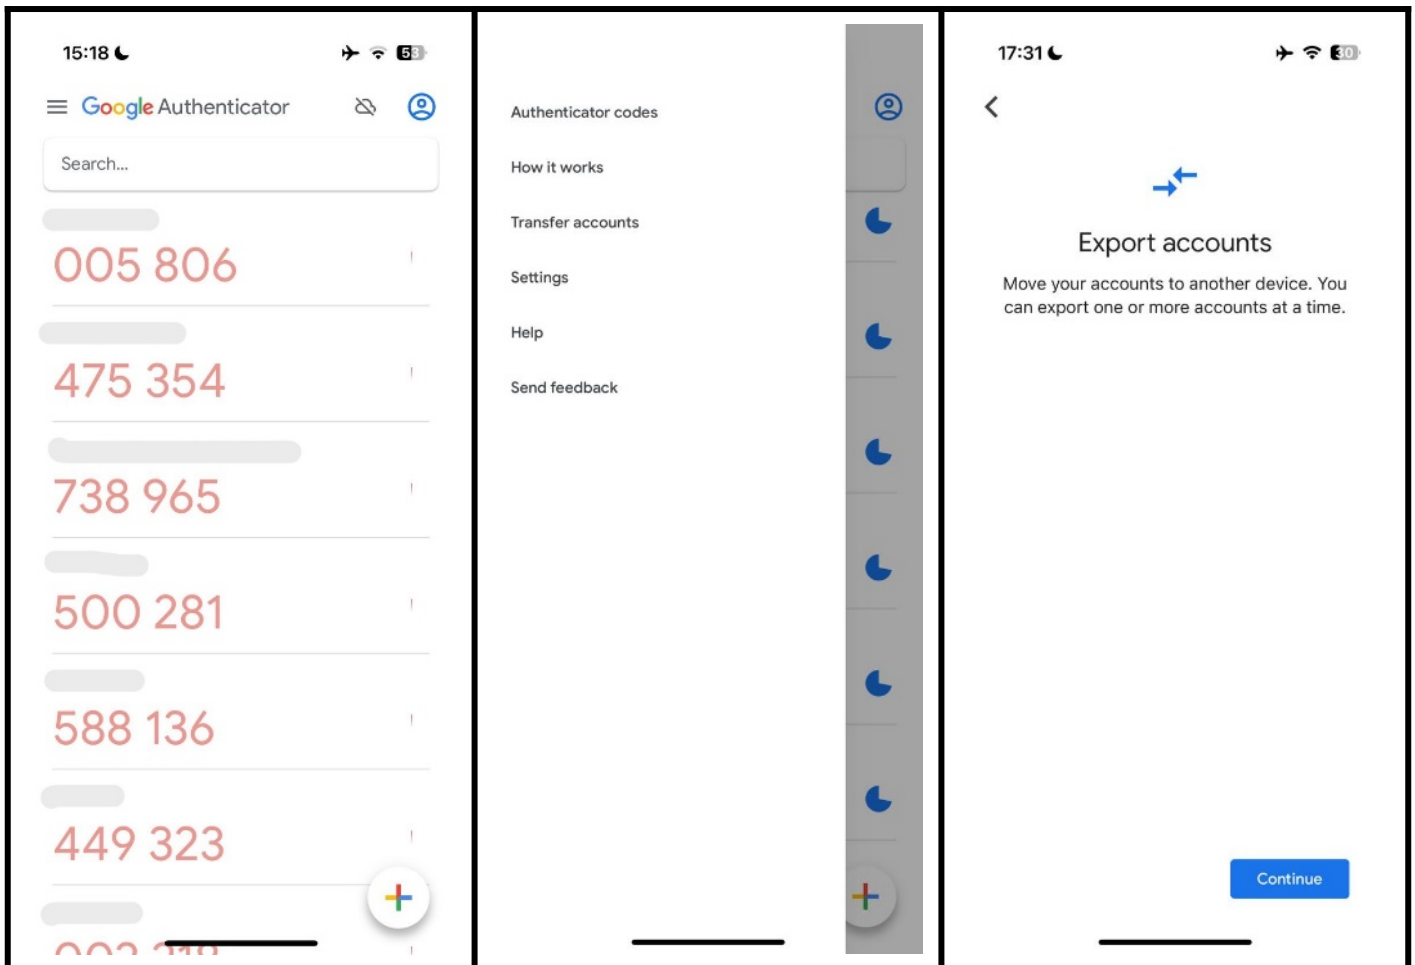 15:18
53
Google Authenticator
Search...
005 806
475 354
738 965
500 281
588 136
449 323
Authenticator codes
How it works
Transfer accounts
Settings
Help
Send feedback
17:31
30
Export accounts
Move your accounts to another device. You
can export one or more accounts at a time.
Continue